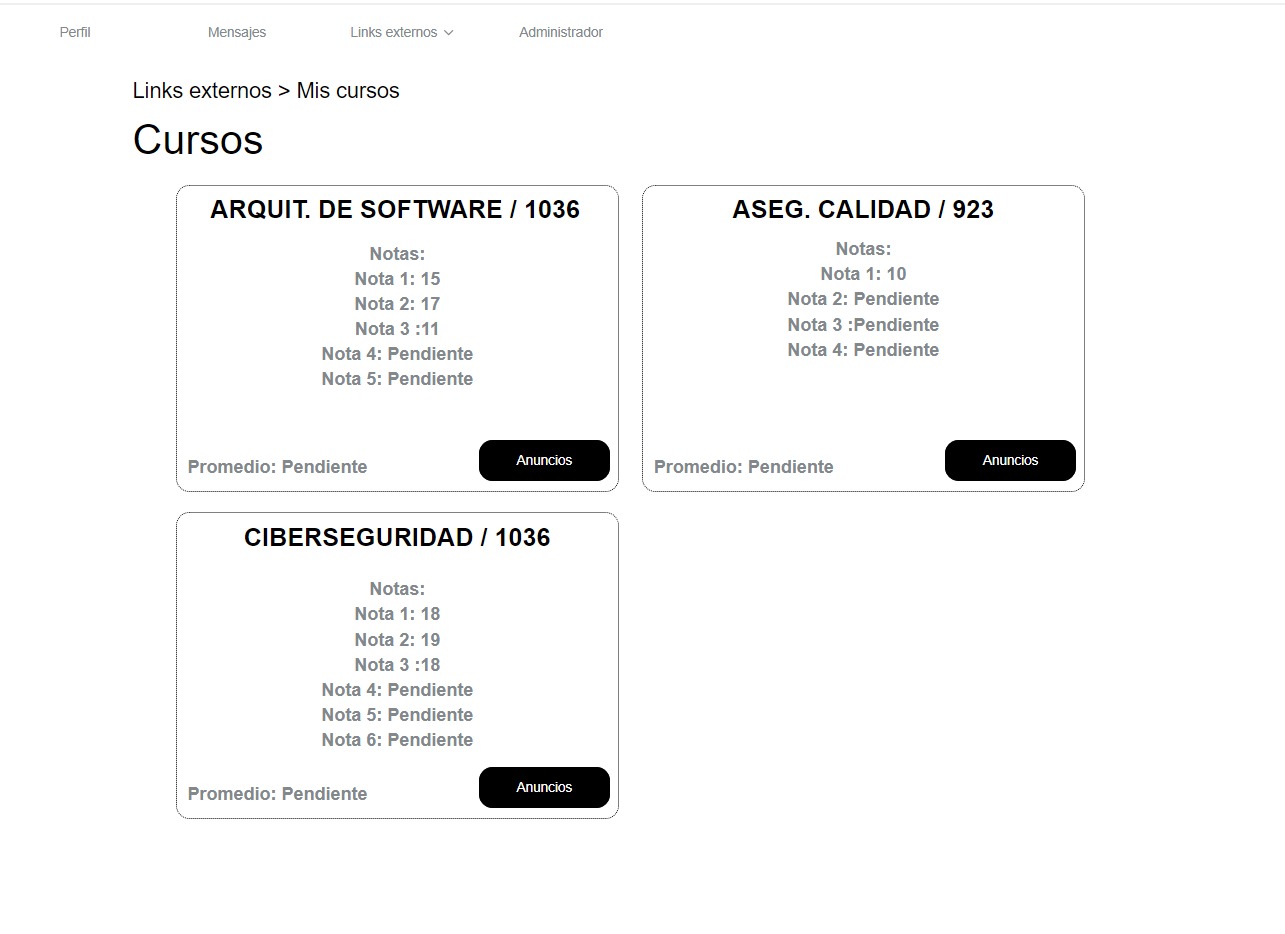 Perfil
Mensajes
Links externos
Administrador
Links externos > Mis cursos
Cursos
ARQUIT. DE SOFTWARE / 1036
Notas:
Nota 1: 15
Nota 2: 17
Nota 3 :11
Nota 4: Pendiente
Nota 5: Pendiente
Promedio: Pendiente
Anuncios
ASEG. CALIDAD / 923
Notas:
Nota 1: 10
Nota 2: Pendiente
Nota 3 :Pendiente
Nota 4: Pendiente
Promedio: Pendiente
Anuncios
CIBERSEGURIDAD / 1036
Notas:
Nota 1: 18
Nota 2: 19
Nota 3 :18
Nota 4: Pendiente
Nota 5: Pendiente
Nota 6: Pendiente
Promedio: Pendiente
Anuncios